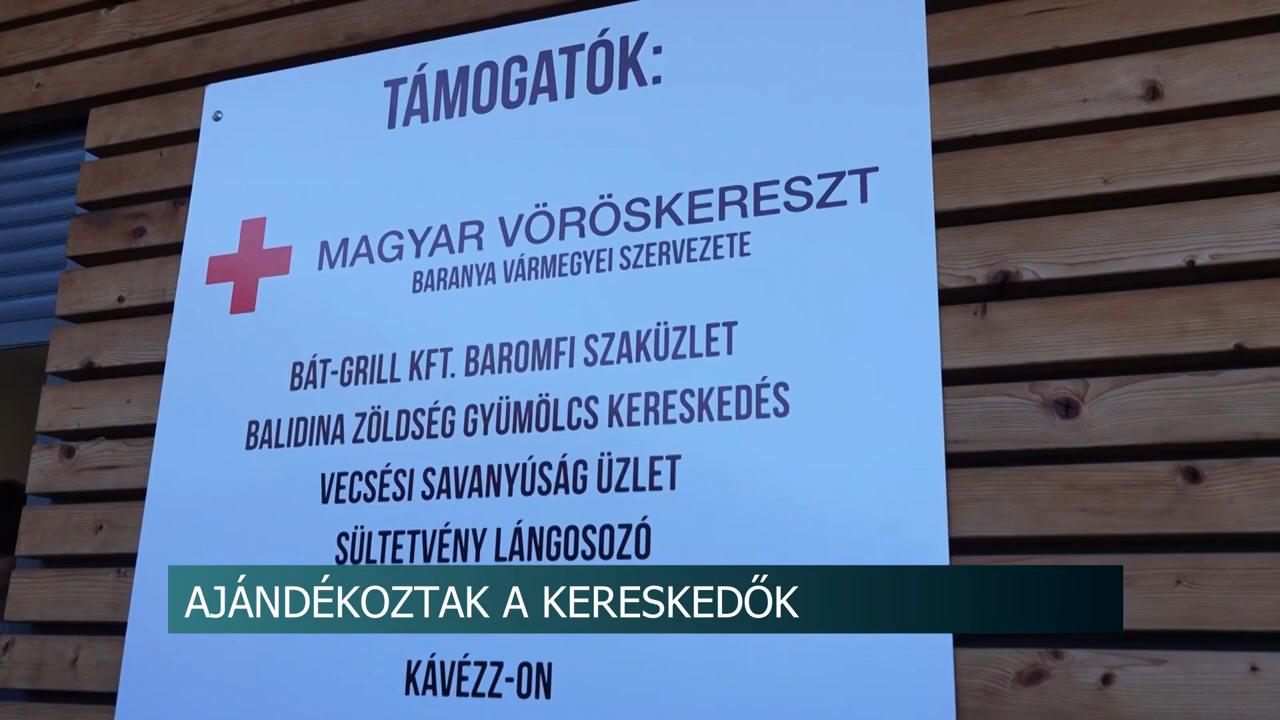 TÁMOGATÓK:
MAGYAR VÖRÖSKERESZT
BARANYA VÁRMEGYEI SZERVEZETE
BÁT-GRILL KFT. BAROMFI SZAKÜZLET
BALIDINA ZÖLDSÉG GYÜMÖLCS KERESKEDÉS
VECSÉSI SAVANYÚSÁG ÜZLET
SÜLTETVÉNY LÁNGOSOZÓ
AJÁNDÉKOZTAK A KERESKEDŐK
KÁVÉZZ-ON